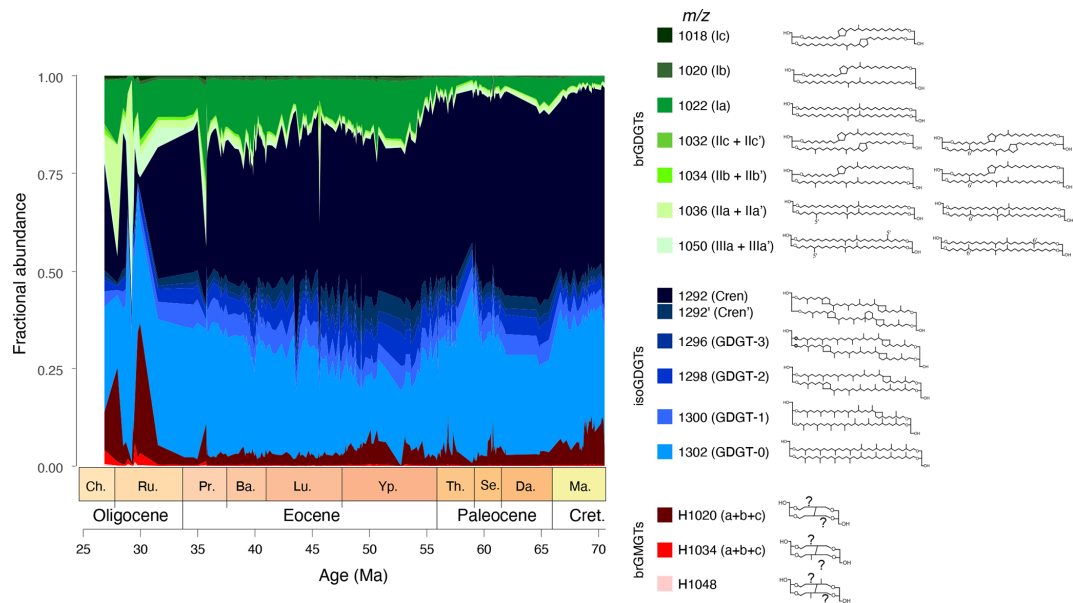 m/z
1018 (Ic)
1020 (Ib)
1022 (Ia)
1032 (IIc + IIc’)
1034 (IIb + IIb’)
1036 (IIa + IIa’)
1050 (IIIa + IIIa’)
brGDGTs
1292 (Cren)
1292' (Cren’)
1296 (GDGT-3)
1298 (GDGT-2)
1300 (GDGT-1)
1302 (GDGT-0)
isoGDGTs
H1020 (a+b+c)
H1034 (a+b+c)
H1048
brGMGTs
Fractional abundance
1.00
0.75
0.50
0.25
0.00
Ch. Ru. Pr. Ba. Lu. Yp. Th. Se. Da. Ma.
Oligocene Eocene Paleocene Cret.
25 30 35 40 45 50 55 60 65 70
Age (Ma)
HO OH
? ?